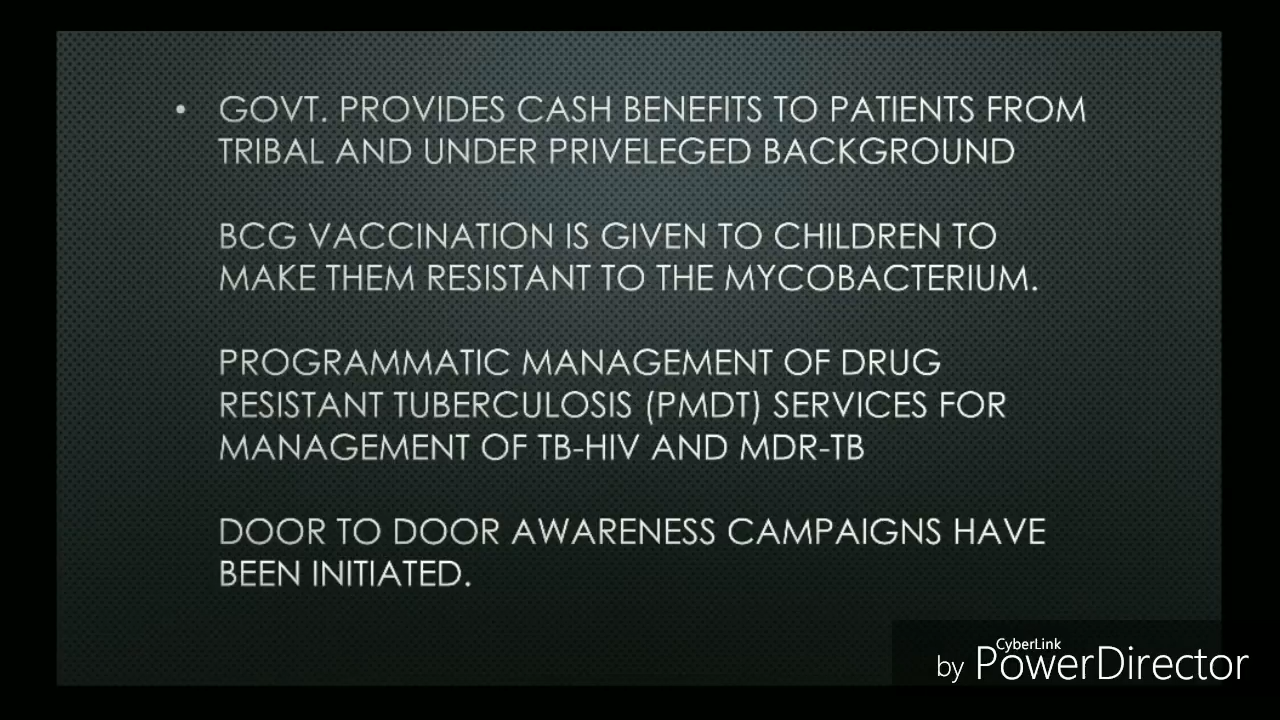 • GOVT. PROVIDES CASH BENEFITS TO PATIENTS FROM
TRIBAL AND UNDER PRIVELEGED BACKGROUND
BCG VACCINATION IS GIVEN TO CHILDREN TO
MAKE THEM RESISTANT TO THE MYCOBACTERIUM.
PROGRAMMATIC MANAGEMENT OF DRUG
RESISTANT TUBERCULOSIS (PMDT) SERVICES FOR
MANAGEMENT OF TB-HIV AND MDR-TB
DOOR TO DOOR AWARENESS CAMPAIGNS HAVE
BEEN INITIATED.
CyberLink
by PowerDirector